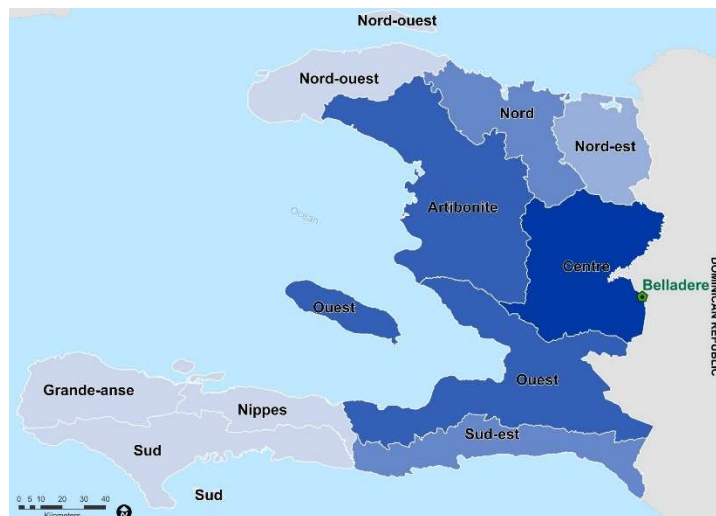 Nord-ouest
Nord-ouest
Nord
Nord-est
Artibonite
Ocean
Centre
Belladere
DOMINICAN REPUBLIC
Ouest
Ouest
Grande-anse
Nippes
Sud-est
Sud
Sud
0 5 10 20 30 40
Kilometers